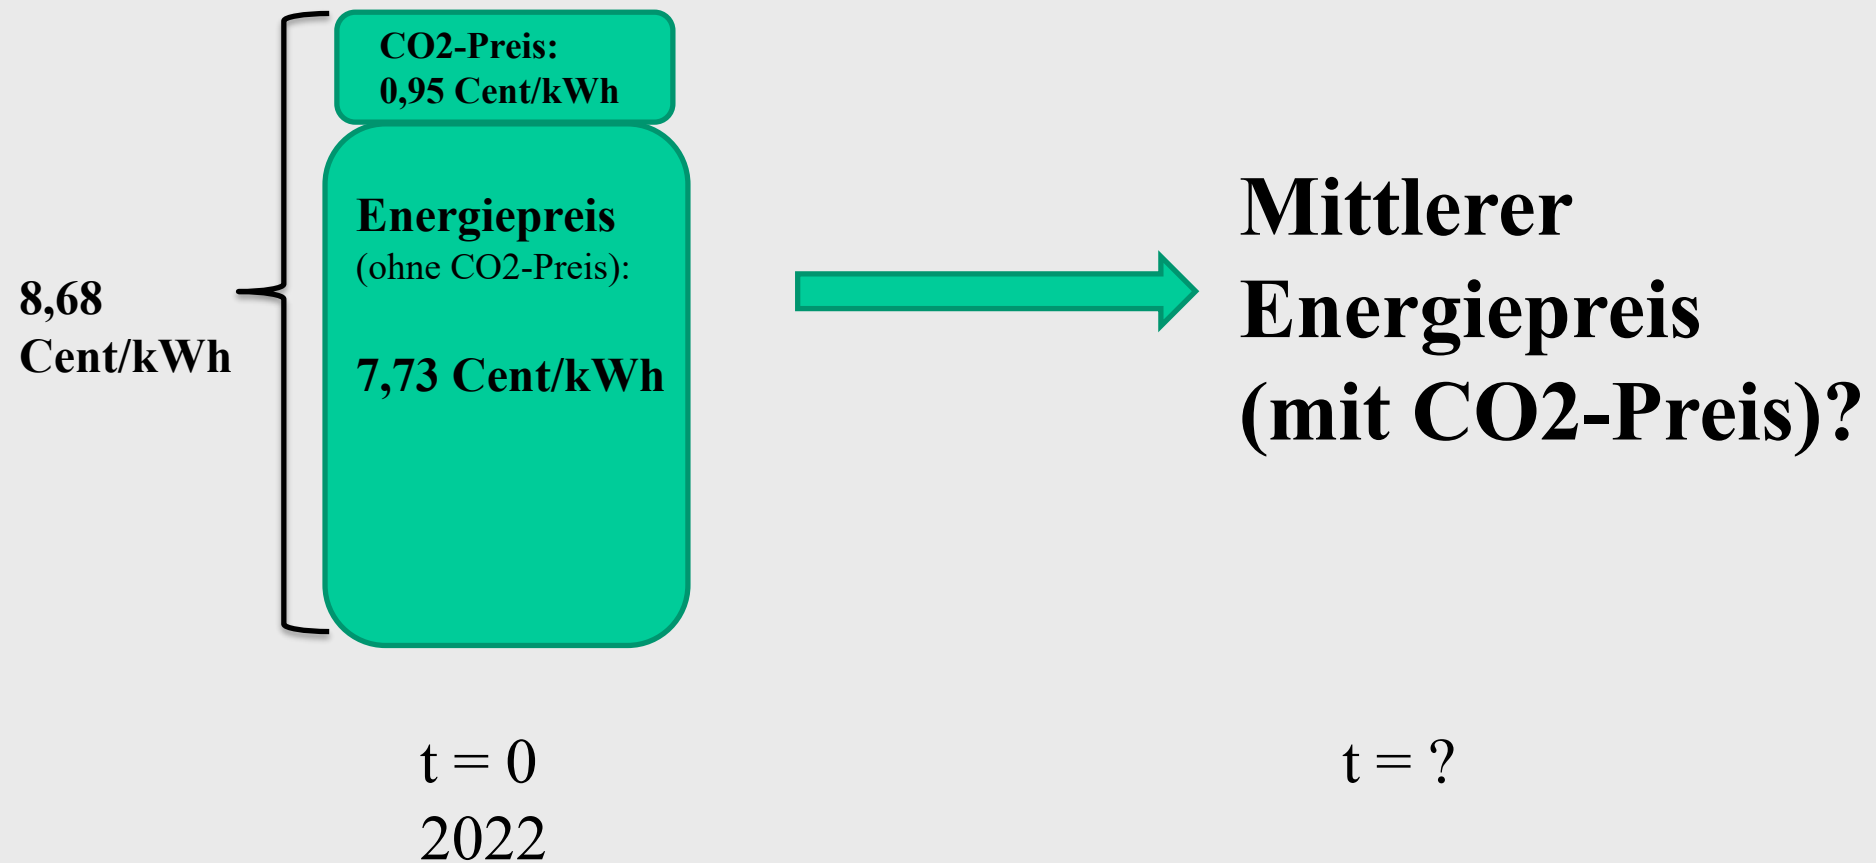 CO2-Preis:
0,95 Cent/kWh
Energiepreis
(ohne CO2-Preis):
7,73 Cent/kWh
8,68
Cent/kWh
Mittlerer
Energiepreis
(mit CO2-Preis)?
t = 0
2022
t = ?